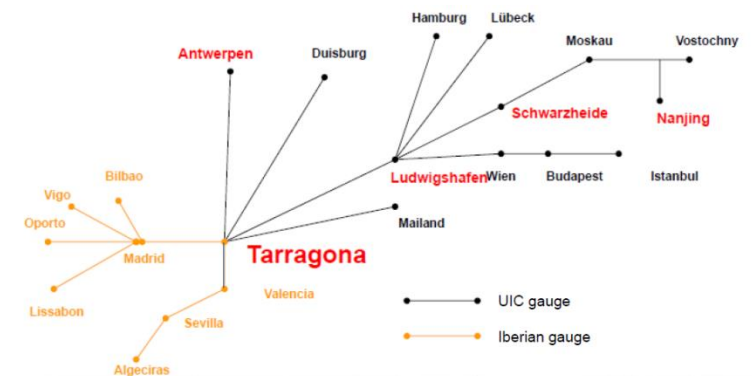 Hamburg
Lübeck
Antwerpen
Duisburg
Moskau
Vostochny
Schwarzheide
Nanjing
Ludwigshafen
Wien
Budapest
Istanbul
Bilbao
Vigo
Oporto
Mailand
Madrid
Tarragona
Lissabon
Valencia
Sevilla
Algeciras
UIC gauge
Iberian gauge